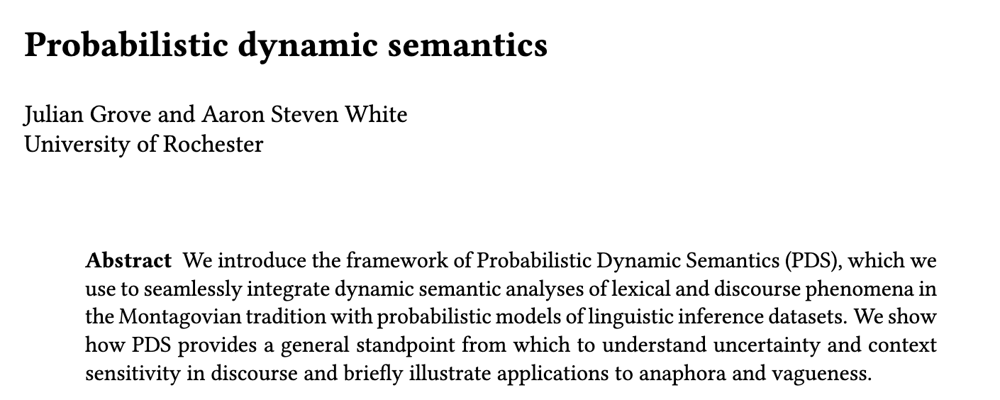 Probabilistic dynamic semantics
Julian Grove and Aaron Steven White
University of Rochester
Abstract We introduce the framework of Probabilistic Dynamic Semantics (PDS), which we
use to seamlessly integrate dynamic semantic analyses of lexical and discourse phenomena in
the Montagovian tradition with probabilistic models of linguistic inference datasets. We show
how PDS provides a general standpoint from which to understand uncertainty and context
sensitivity in discourse and briefly illustrate applications to anaphora and vagueness.